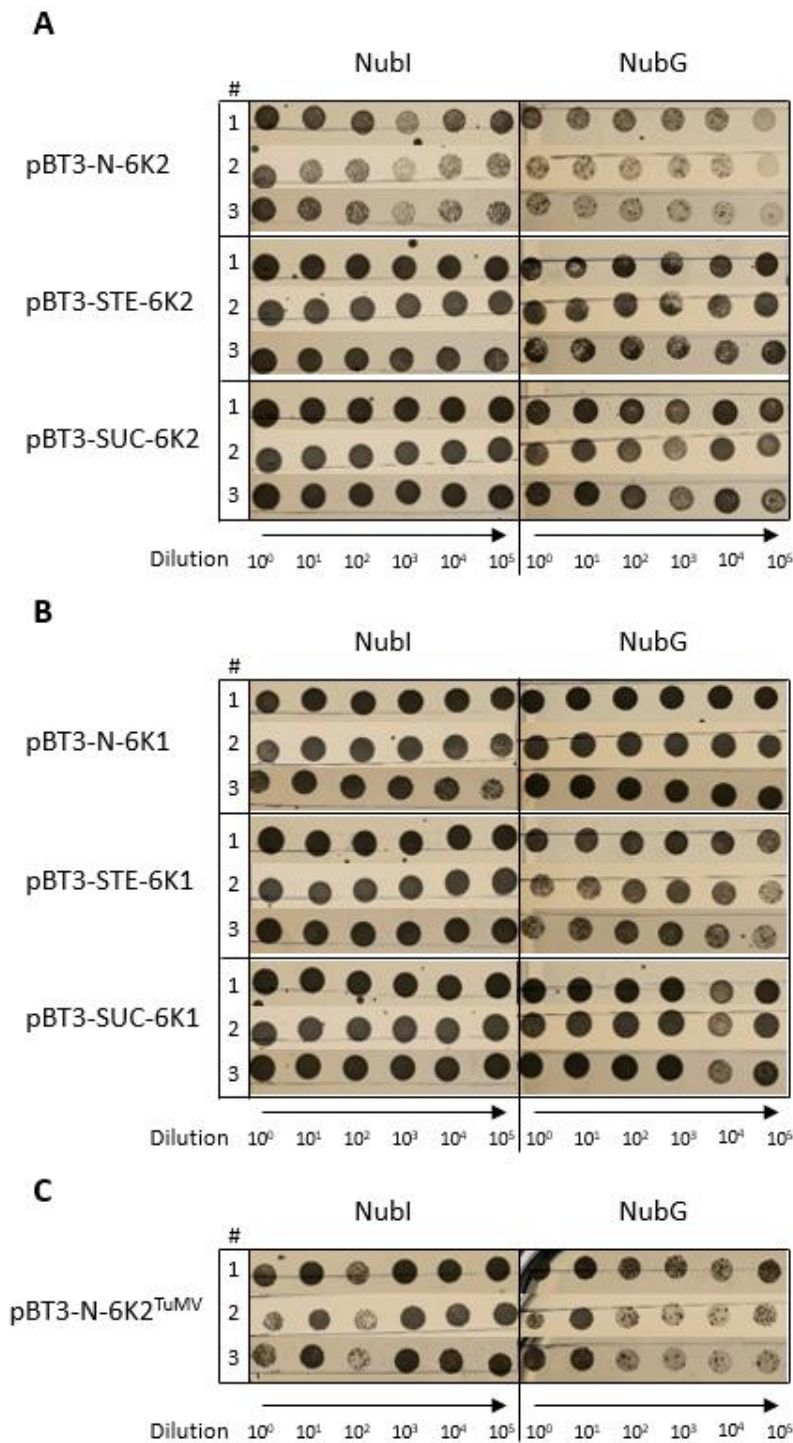 A
NubI NubG
#
1
pBT3-N-6K2 2
3
1
pBT3-STE-6K2 2
3
1
pBT3-SUC-6K2 2
3
Dilution 10⁰ 10¹ 10² 10³ 10⁴ 10⁵ 10⁰ 10¹ 10² 10³ 10⁴ 10⁵
B
NubI NubG
#
1
pBT3-N-6K1 2
3
1
pBT3-STE-6K1 2
3
1
pBT3-SUC-6K1 2
3
Dilution 10⁰ 10¹ 10² 10³ 10⁴ 10⁵ 10⁰ 10¹ 10² 10³ 10⁴ 10⁵
C
NubI NubG
#
1
pBT3-N-6K2ᵀᵘᴹⱽ 2
3
Dilution 10⁰ 10¹ 10² 10³ 10⁴ 10⁵ 10⁰ 10¹ 10² 10³ 10⁴ 10⁵